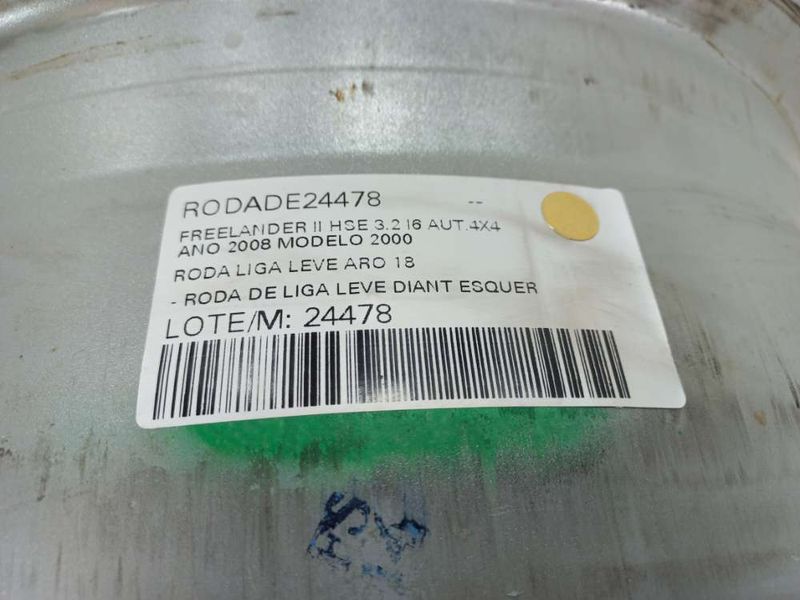 RODADE24478 --
FREELANDER II HSE 3.2 I6 AUT.4X4
ANO 2008 MODELO 2000
RODA LIGA LEVE ARO 18
- RODA DE LIGA LEVE DIANT ESQUER
LOTE/M: 24478